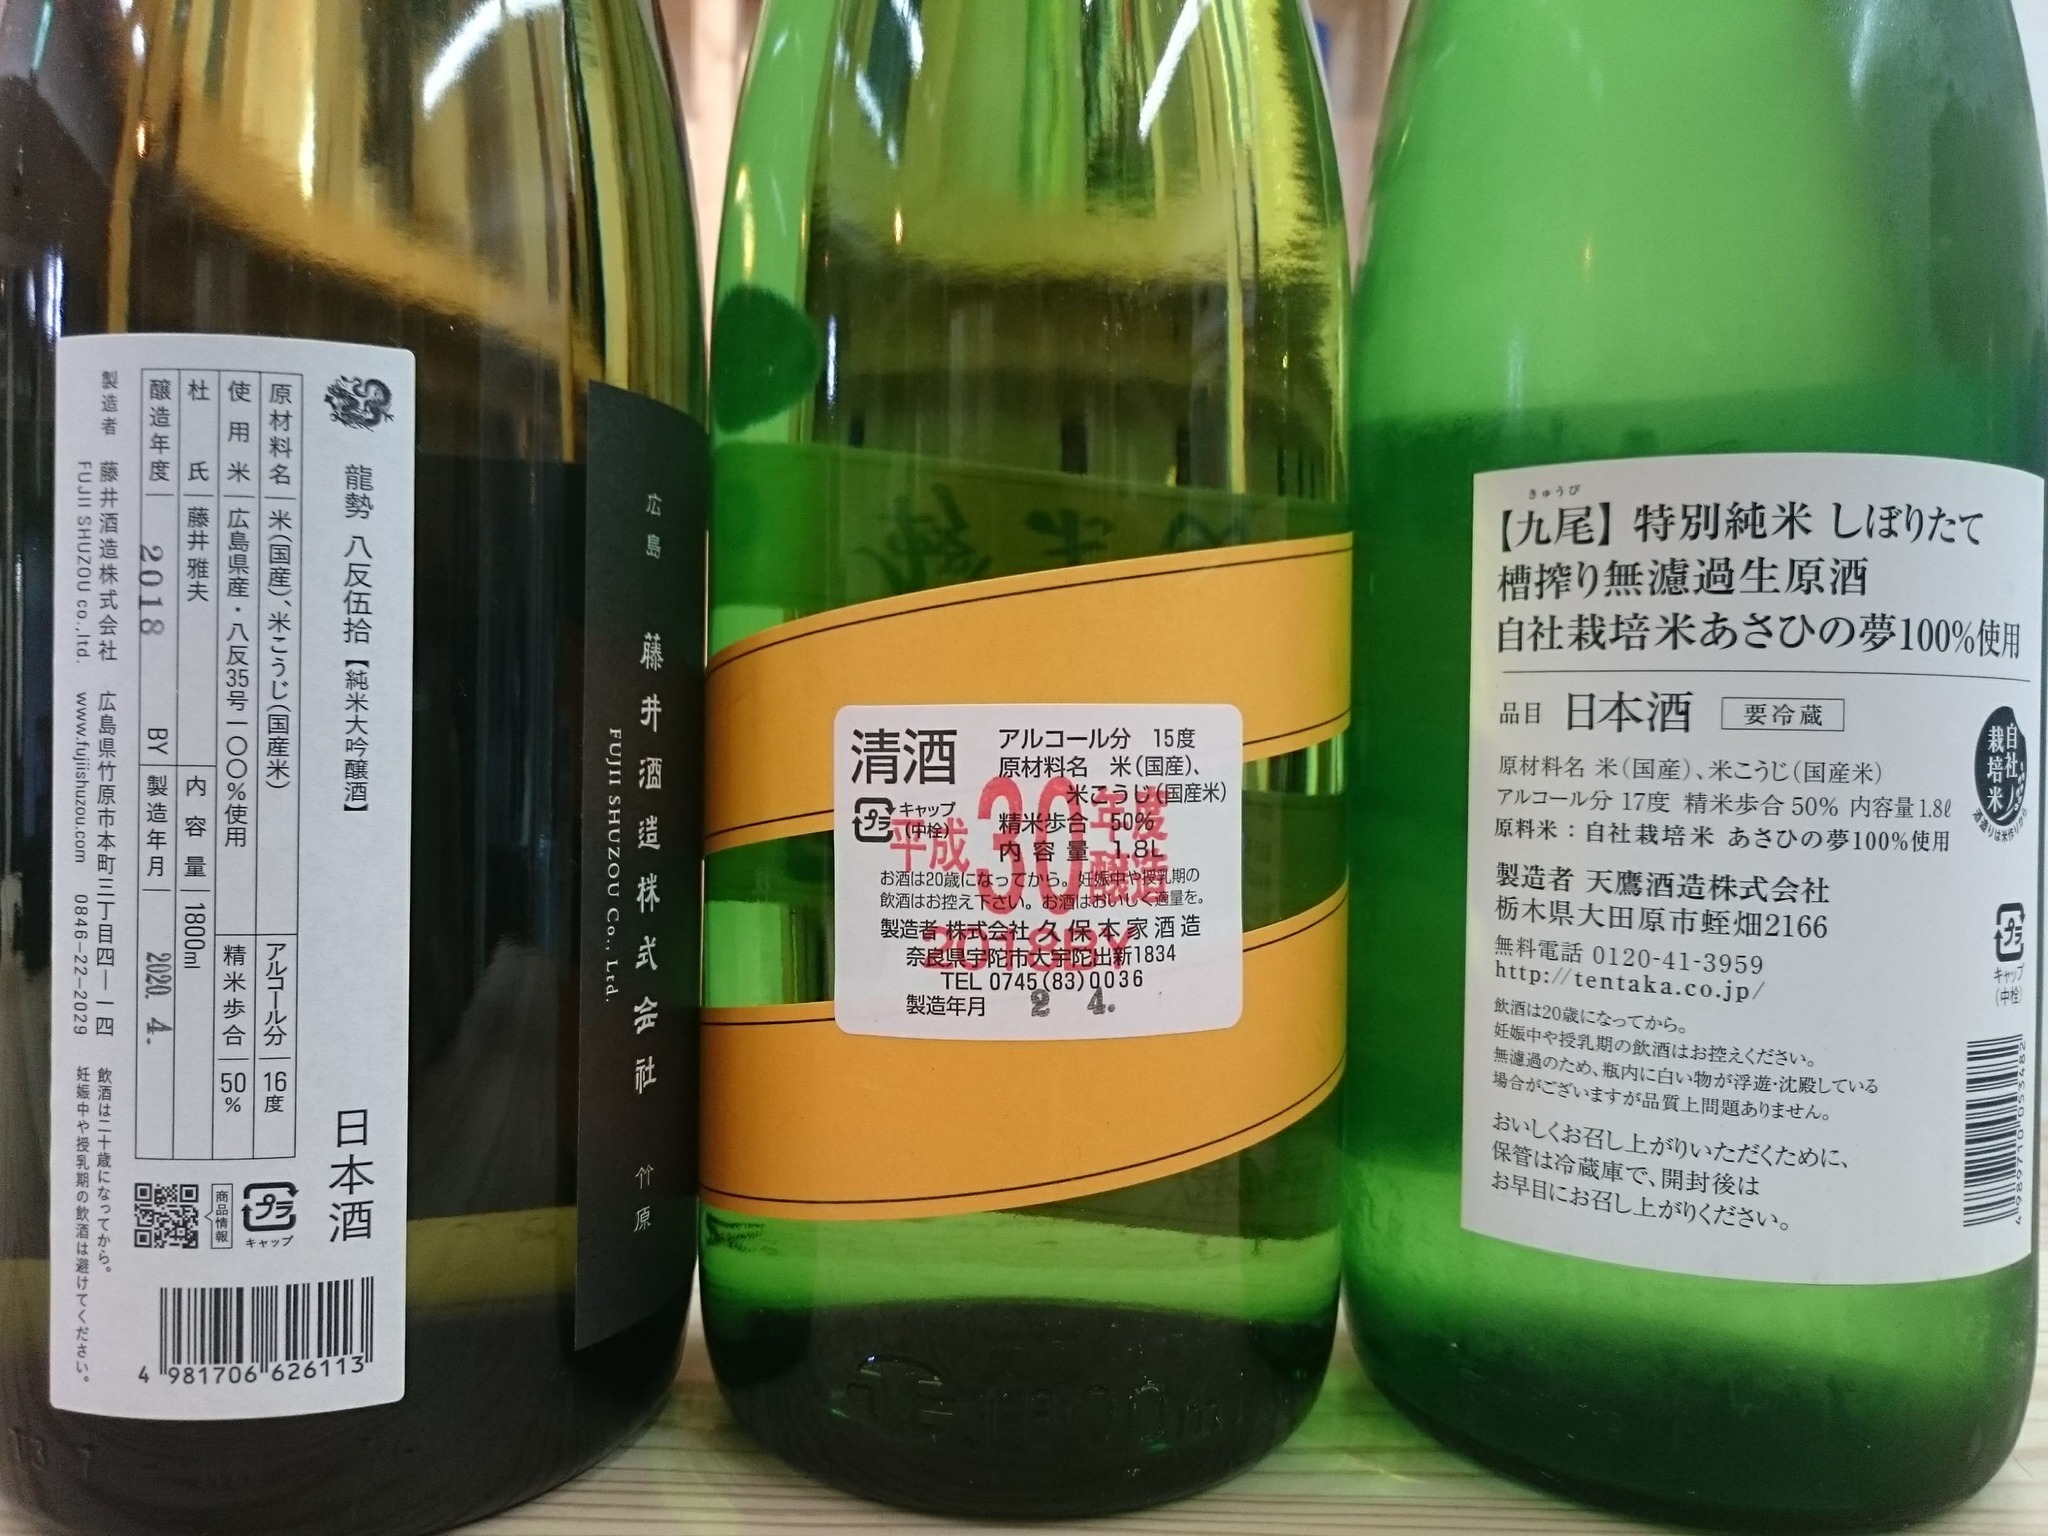 龍勢 八反伍拾【純米大吟醸酒】
日本酒
原材料名 米(国産)、米こうじ(国産米)
アルコール分 16度
使用米 広島県産・八反35号一〇〇%使用
精米歩合 50%
杜氏 藤井雅夫
内容量 1800ml
醸造年度 2018 BY
製造年月 2020. 4.
製造者 藤井酒造株式会社 広島県竹原市本町三丁目四―一四
FUJII SHUZOU co.,ltd. www.fujiishuzou.com 0846-22-2029
飲酒は二十歳になってから。
妊娠中や授乳期の飲酒は避けてください。
商品情報
プラ
キャップ
4 981706 626113
広島 藤井酒造株式会社 竹原
FUJII SHUZOU Co., Ltd.
純米
清酒
アルコール分 15度
原材料名 米(国産)、
米こうじ(国産米)
プラ
キャップ
(中栓)
精米歩合 50%
内容量 1.8L
平成30年度醸造
2018BY
お酒は20歳になってから。妊娠中や授乳期の
飲酒はお控え下さい。お酒はおいしく適量を。
製造者 株式会社 久保本家酒造
奈良県宇陀市大宇陀出新1834
TEL 0745(83)0036
製造年月 2 4.
きゅうび
【九尾】特別純米 しぼりたて
槽搾り無濾過生原酒
自社栽培米あさひの夢100%使用
品目 日本酒 要冷蔵
自社栽培米
原材料名 米(国産)、米こうじ(国産米)
アルコール分 17度 精米歩合 50% 内容量 1.8ℓ
原料米:自社栽培米 あさひの夢100%使用
製造者 天鷹酒造株式会社
栃木県大田原市蛭畑2166
無料電話 0120-41-3959
http://tentaka.co.jp/
プラ
キャップ
(中栓)
飲酒は20歳になってから。
妊娠中や授乳期の飲酒はお控えください。
無濾過のため、瓶内に白い物が浮遊・沈殿している
場合がございますが品質上問題ありません。
おいしくお召し上がりいただくために、
保管は冷蔵庫で、開封後は
お早目にお召し上がりください。
4 989710 053482